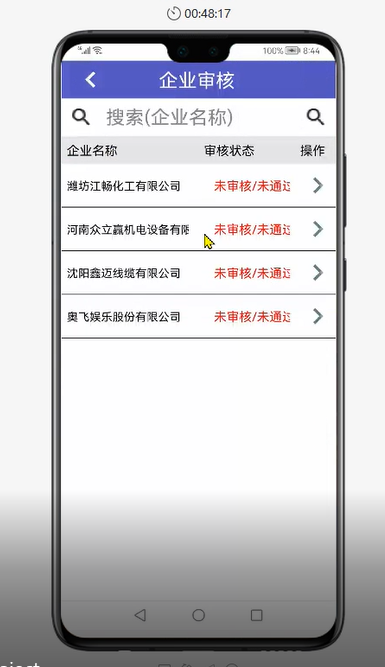 00:48:17
100% 8:44
企业审核
搜索(企业名称)
企业名称 审核状态 操作
潍坊江畅化工有限公司 未审核/未通过
河南众立赢机电设备有限 未审核/未通过
沈阳鑫迈线缆有限公司 未审核/未通过
奥飞娱乐股份有限公司 未审核/未通过